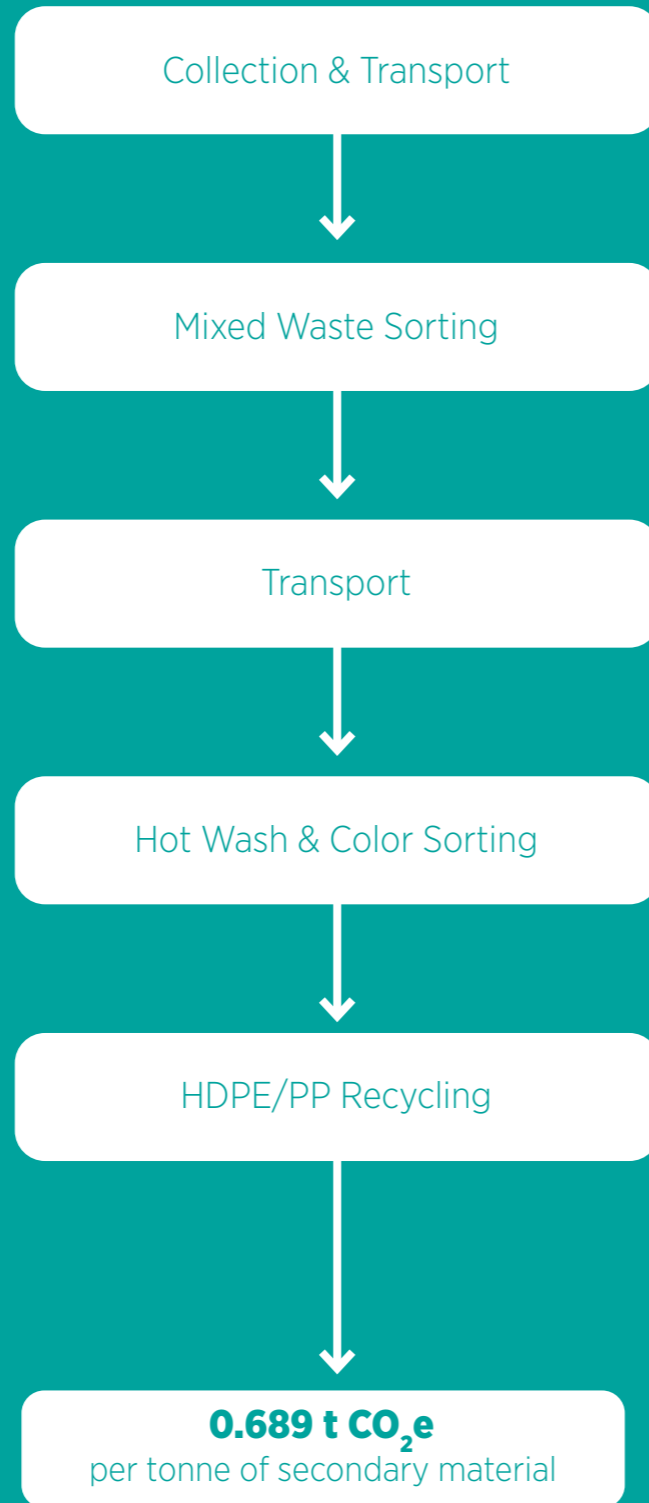 Collection & Transport
Mixed Waste Sorting
Transport
Hot Wash & Color Sorting
HDPE/PP Recycling
0.689 t CO₂e
per tonne of secondary material